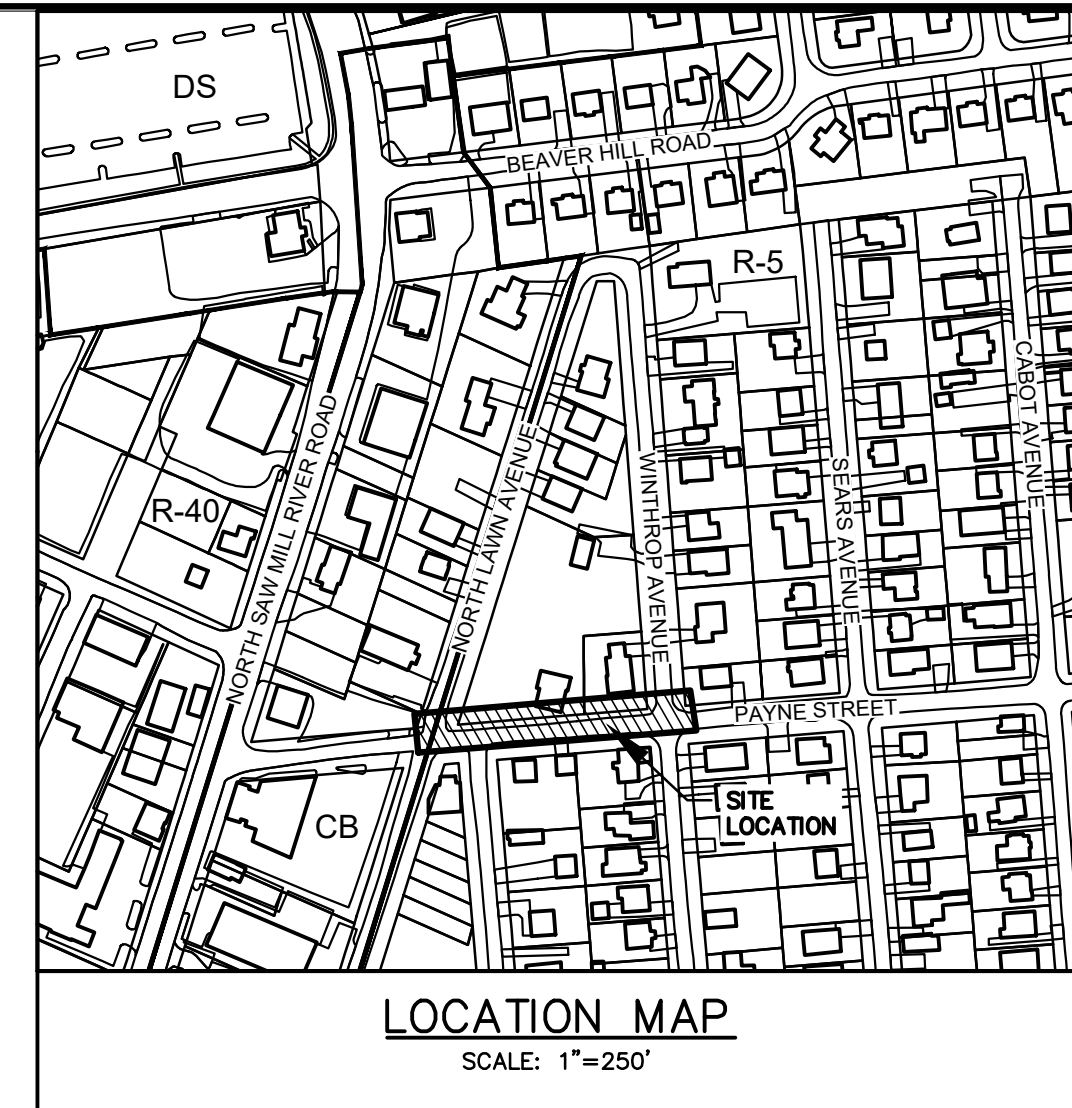 DS
BEAVER HILL ROAD
R-5
CABOT AVENUE
NORTH SAW MILL RIVER ROAD
NORTH LAWN AVENUE
WINTHROP AVENUE
SEARS AVENUE
R-40
PAYNE STREET
SITE
LOCATION
CB
LOCATION MAP
SCALE: 1"=250'